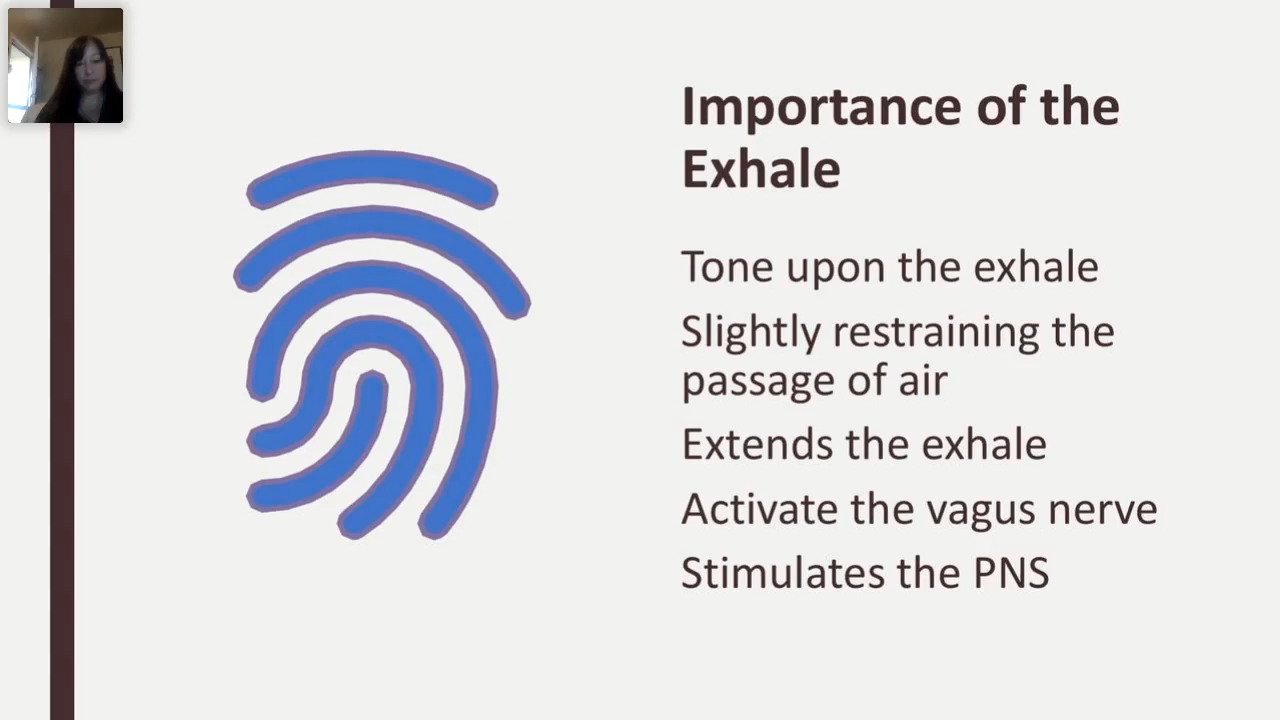 Importance of the
Exhale
Tone upon the exhale
Slightly restraining the
passage of air
Extends the exhale
Activate the vagus nerve
Stimulates the PNS